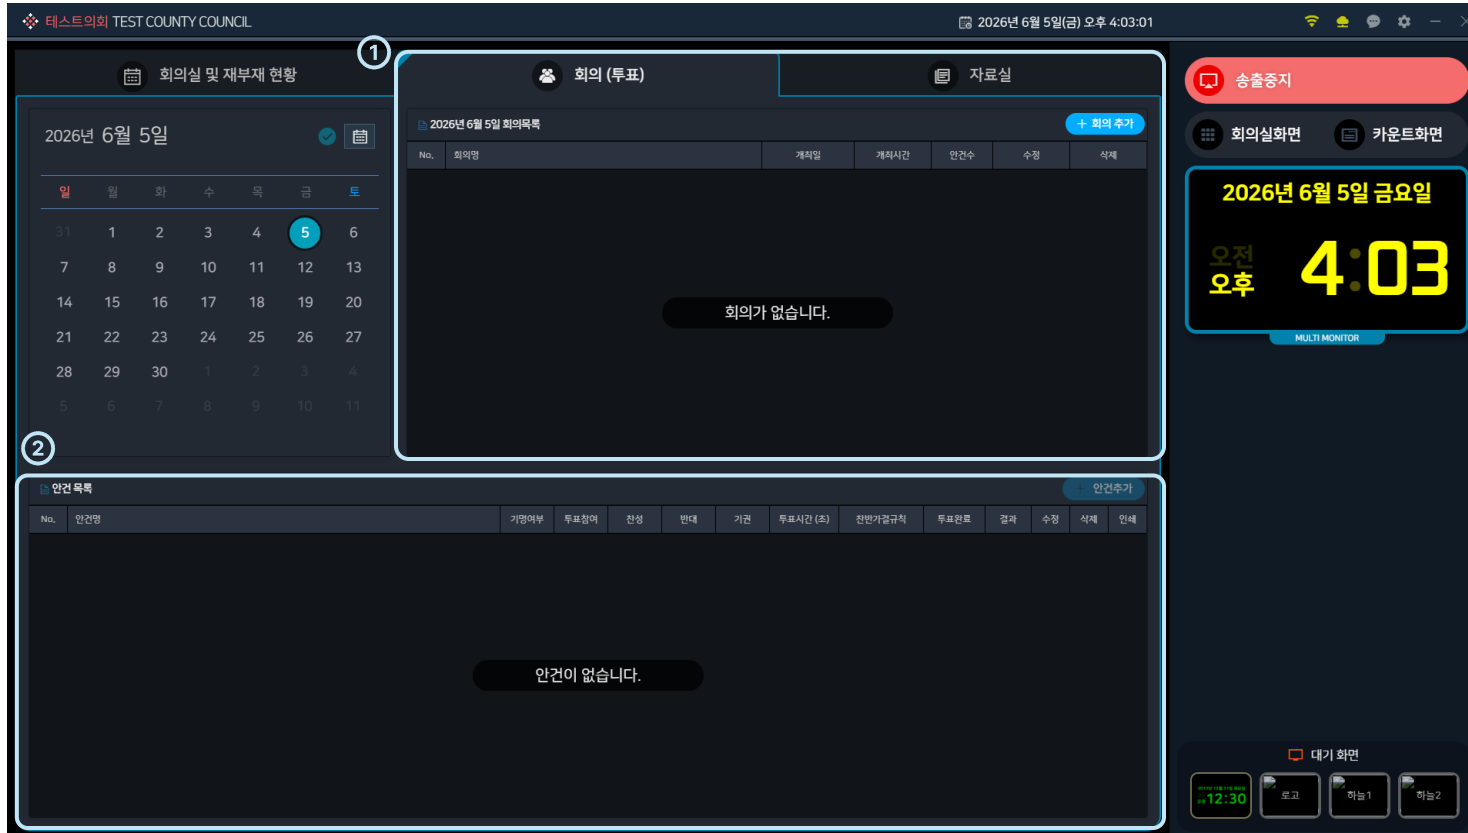 테스트의회 TEST COUNTY COUNCIL
2026년 6월 5일(금) 오후 4:03:01
1
회의실 및 재부재 현황
회의 (투표)
자료실
송출중지
회의실화면
카운트화면
2026년 6월 5일
2026년 6월 5일 회의목록
+ 회의 추가
No. 회의명 개최일 개최시간 안건수 수정 삭제
일 월 화 수 목 금 토
31 1 2 3 4 5 6
7 8 9 10 11 12 13
14 15 16 17 18 19 20
21 22 23 24 25 26 27
28 29 30 1 2 3 4
5 6 7 8 9 10 11
회의가 없습니다.
2026년 6월 5일 금요일
오전
오후 4:03
MULTI MONITOR
2
안건 목록
+ 안건추가
No. 안건명 기명여부 투표참여 찬성 반대 기권 투표시간 (초) 찬반가결규칙 투표완료 결과 수정 삭제 인쇄
안건이 없습니다.
대기 화면
12:30
로고
하늘1
하늘2